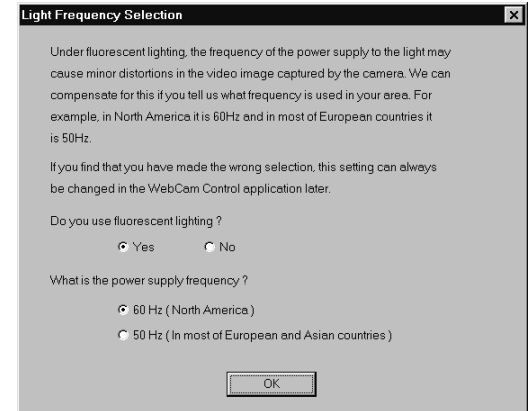 Light Frequency Selection
Under fluorescent lighting, the frequency of the power supply to the light may
cause minor distortions in the video image captured by the camera. We can
compensate for this if you tell us what frequency is used in your area. For
example, in North America it is 60Hz and in most of European countries it
is 50Hz.
If you find that you have made the wrong selection, this setting can always
be changed in the WebCam Control application later.
Do you use fluorescent lighting ?
Yes No
What is the power supply frequency ?
60 Hz ( North America )
50 Hz ( In most of European and Asian countries )
OK